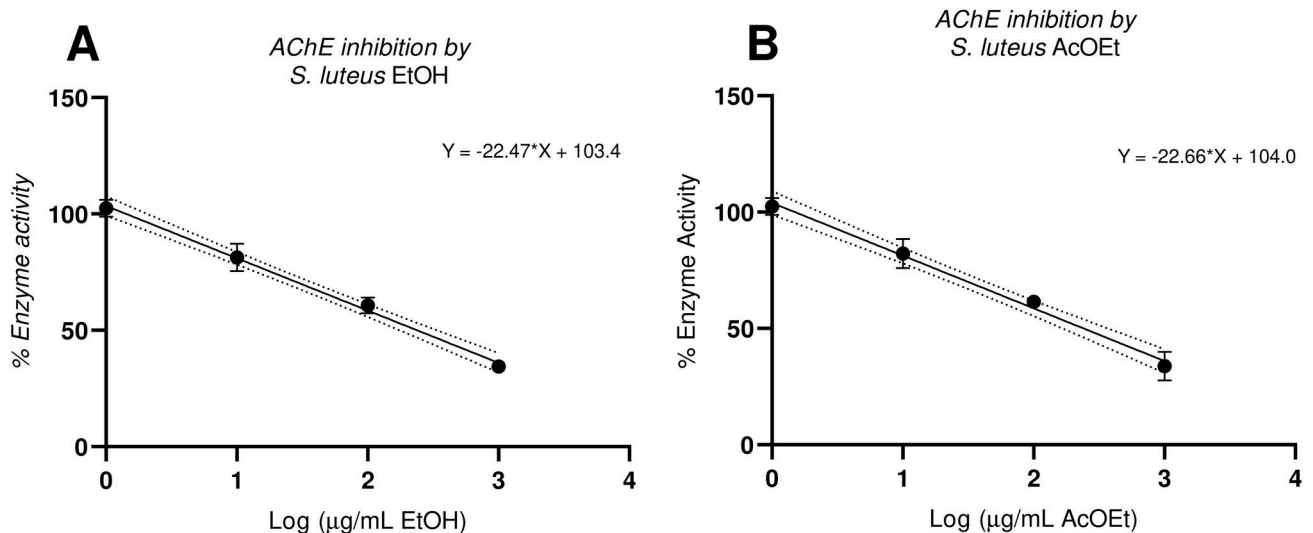 A
AChE inhibition by
S. luteus EtOH
150
100
50
0
% Enzyme activity
Y = -22.47*X + 103.4
0 1 2 3 4
Log (μg/mL EtOH)
B
AChE inhibition by
S. luteus AcOEt
150
100
50
0
% Enzyme Activity
Y = -22.66*X + 104.0
0 1 2 3 4
Log (μg/mL AcOEt)